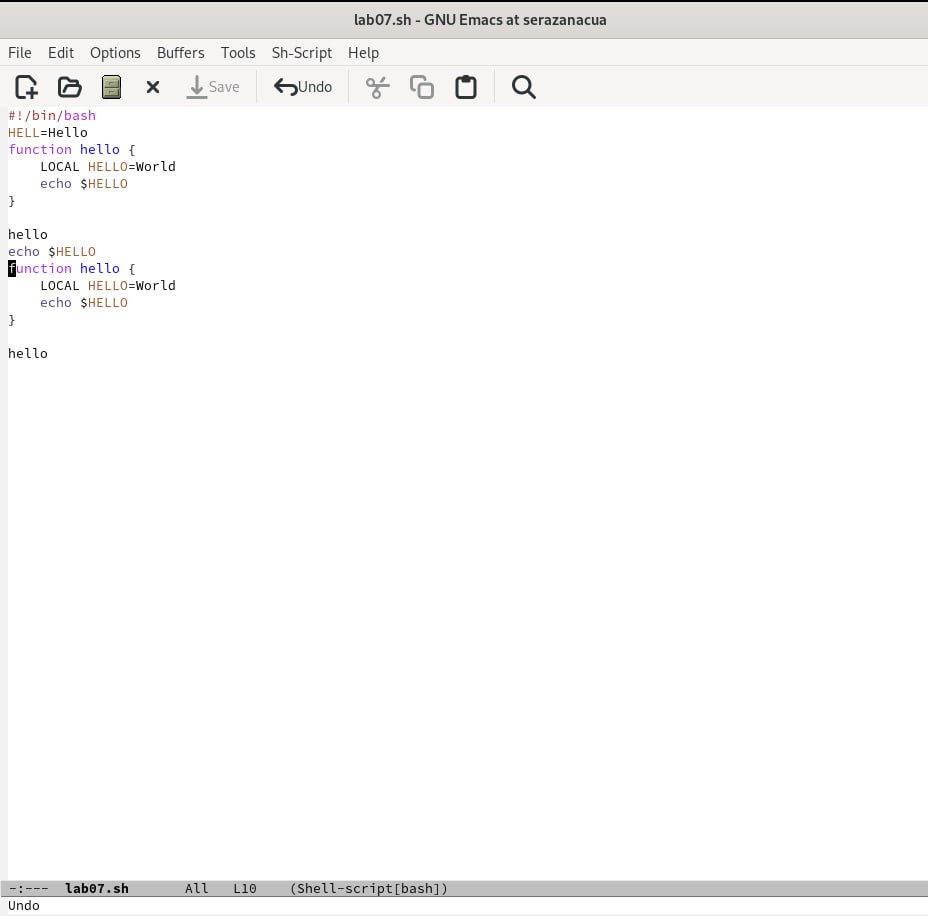 lab07.sh - GNU Emacs at serazanacua
File Edit Options Buffers Tools Sh-Script Help
Save Undo
#!/bin/bash
HELL=Hello
function hello {
    LOCAL HELLO=World
    echo $HELLO
}
hello
echo $HELLO
function hello {
    LOCAL HELLO=World
    echo $HELLO
}
hello
-:--- lab07.sh All L10 (Shell-script[bash])
Undo